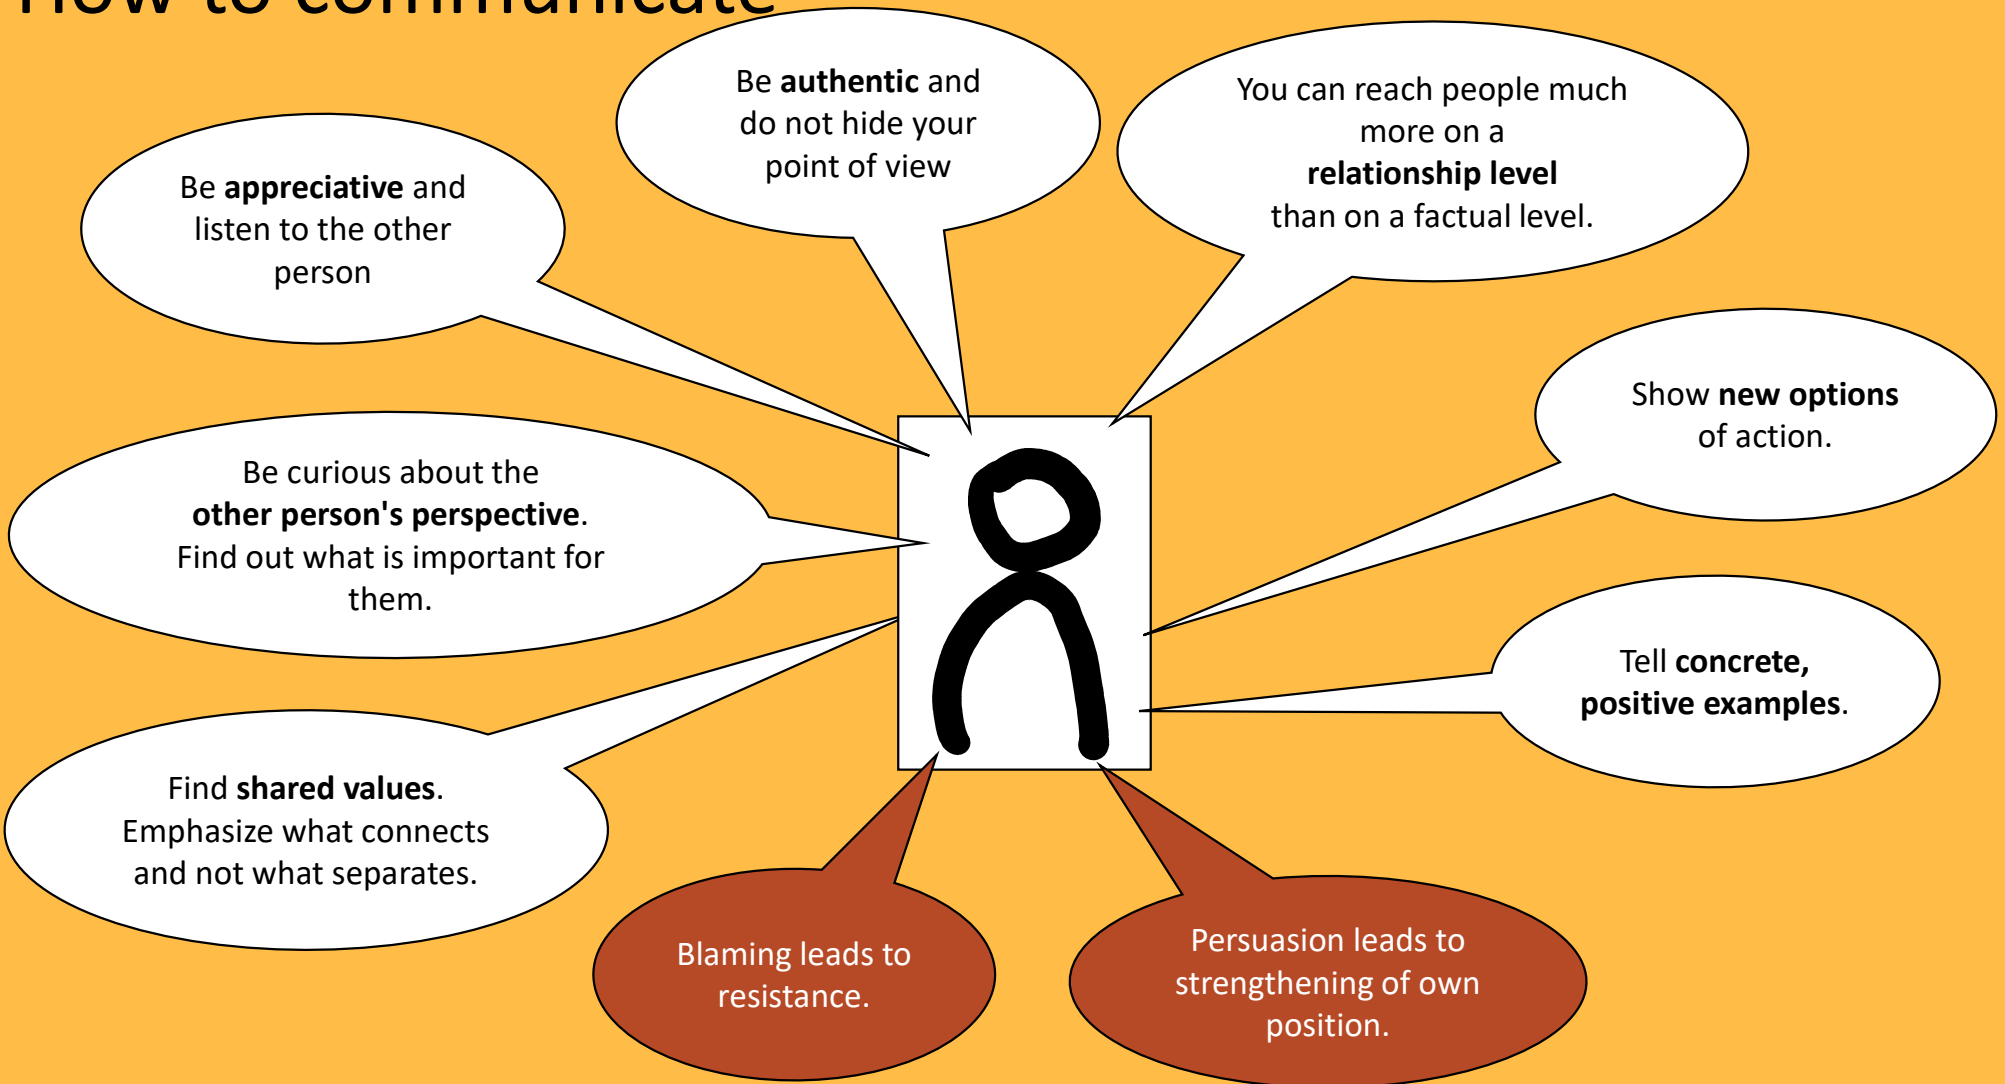 How to communicate
Be authentic and
do not hide your
point of view
You can reach people much
more on a
relationship level
than on a factual level.
Be appreciative and
listen to the other
person
Show new options
of action.
Be curious about the
other person's perspective.
Find out what is important for
them.
Tell concrete,
positive examples.
Find shared values.
Emphasize what connects
and not what separates.
Blaming leads to
resistance.
Persuasion leads to
strengthening of own
position.